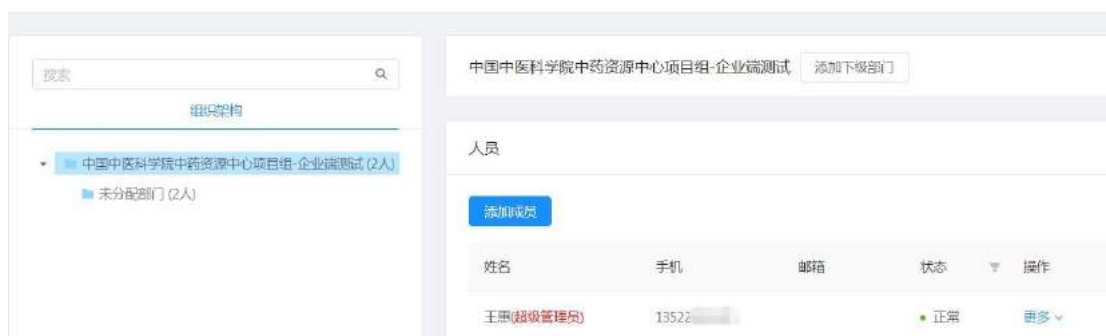 搜索
组织架构
中国中医科学院中药资源中心项目组-企业端测试 (2人)
未分配部门 (2人)
中国中医科学院中药资源中心项目组-企业端测试 添加下级部门
人员
添加成员
姓名 手机 邮箱 状态 操作
王惠(超级管理员) 13522 正常 更多